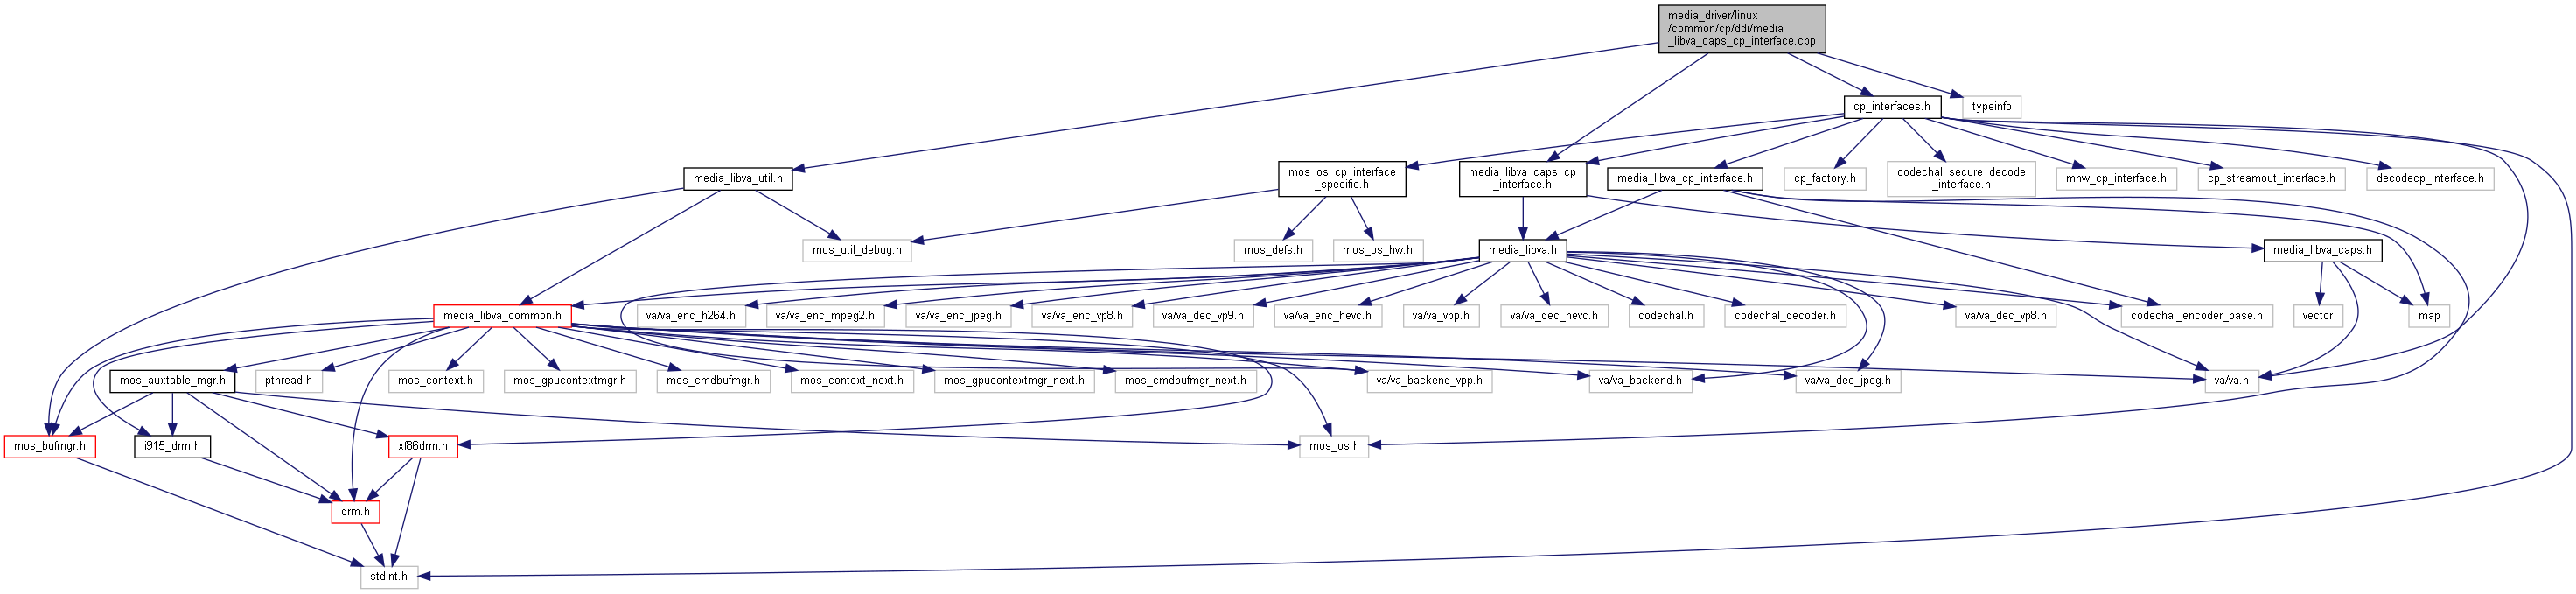 media_driver/linux
/common/cp/ddi/media
_libva_caps_cp_interface.cpp
cp_interfaces.h
typeinfo
media_libva_util.h
mos_os_cp_interface
_specific.h
media_libva_caps_cp
_interface.h
media_libva_cp_interface.h
cp_factory.h
codechal_secure_decode
_interface.h
mhw_cp_interface.h
cp_streamout_interface.h
decodecp_interface.h
mos_util_debug.h
mos_defs.h
mos_os_hw.h
media_libva.h
media_libva_caps.h
media_libva_common.h
va/va_enc_h264.h
va/va_enc_mpeg2.h
va/va_enc_jpeg.h
va/va_enc_vp8.h
va/va_dec_vp9.h
va/va_enc_hevc.h
va/va_vpp.h
va/va_dec_hevc.h
codechal.h
codechal_decoder.h
va/va_dec_vp8.h
codechal_encoder_base.h
vector
map
mos_auxtable_mgr.h
pthread.h
mos_context.h
mos_gpucontextmgr.h
mos_cmdbufmgr.h
mos_context_next.h
mos_gpucontextmgr_next.h
mos_cmdbufmgr_next.h
va/va_backend_vpp.h
va/va_backend.h
va/va_dec_jpeg.h
va/va.h
mos_bufmgr.h
i915_drm.h
xf86drm.h
mos_os.h
drm.h
stdint.h